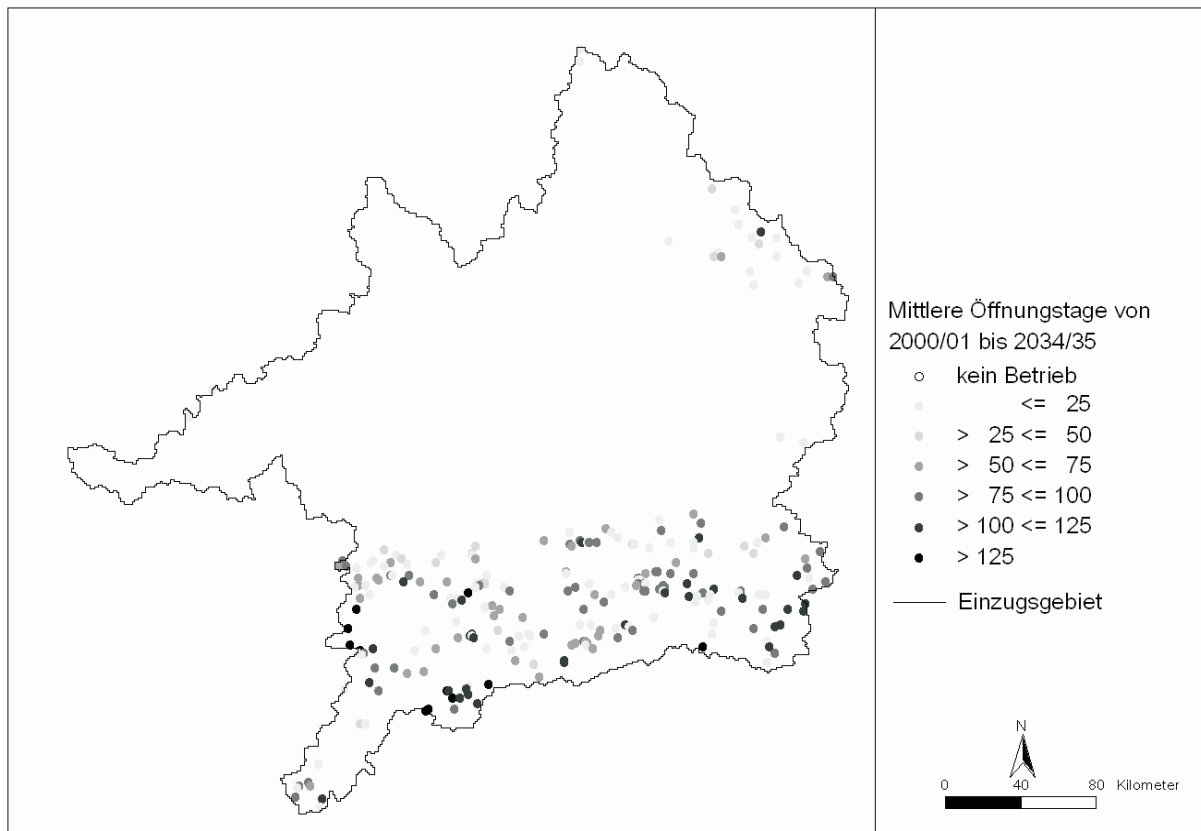 Mittlere Öffnungstage von
2000/01 bis 2034/35
kein Betrieb
<= 25
> 25 <= 50
> 50 <= 75
> 75 <= 100
> 100 <= 125
> 125
Einzugsgebiet
N
0 40 80 Kilometer